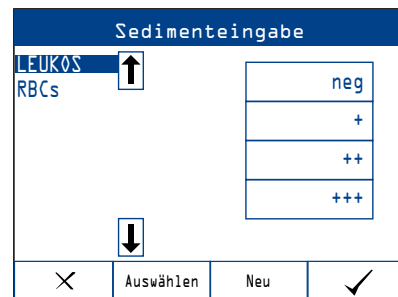 Sedimenteingabe
LEUKOS
RBCs
neg
+
++
+++
Auswählen
Neu